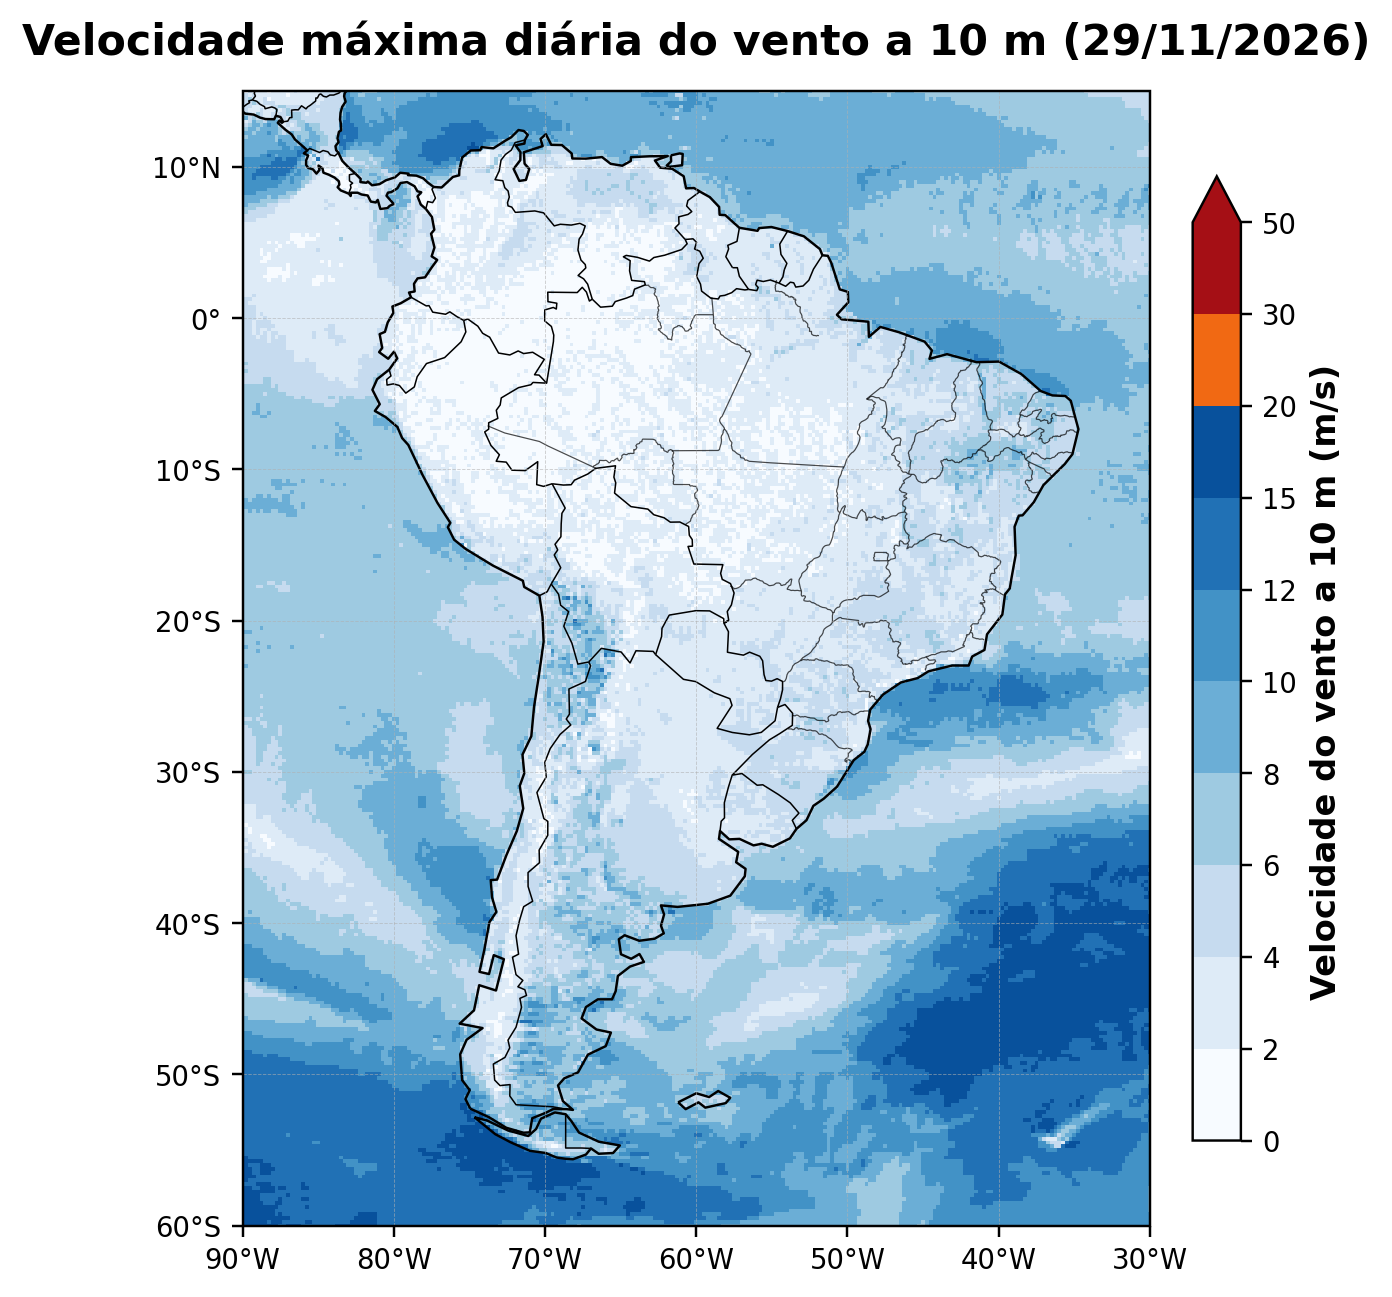 Velocidade máxima diária do vento a 10 m (29/11/2026)
10°N
0°
10°S
20°S
30°S
40°S
50°S
60°S
90°W
80°W
70°W
60°W
50°W
40°W
30°W
50
30
20
15
12
10
8
6
4
2
0
Velocidade do vento a 10 m (m/s)